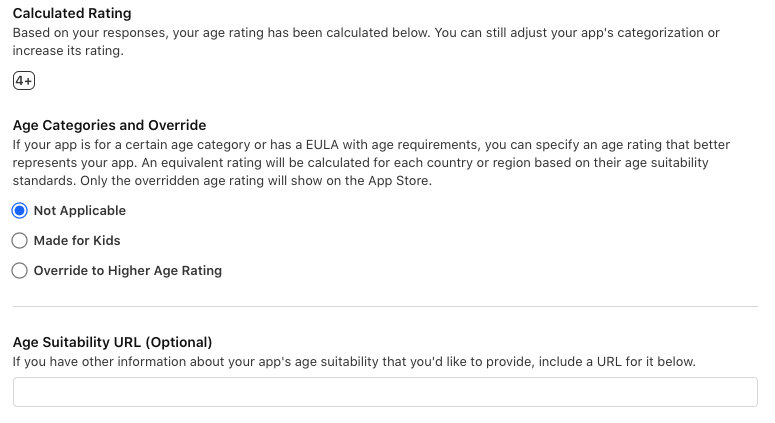 Calculated Rating
Based on your responses, your age rating has been calculated below. You can still adjust your app's categorization or
increase its rating.
4+
Age Categories and Override
If your app is for a certain age category or has a EULA with age requirements, you can specify an age rating that better
represents your app. An equivalent rating will be calculated for each country or region based on their age suitability
standards. Only the overridden age rating will show on the App Store.
Not Applicable
Made for Kids
Override to Higher Age Rating
Age Suitability URL (Optional)
If you have other information about your app's age suitability that you'd like to provide, include a URL for it below.